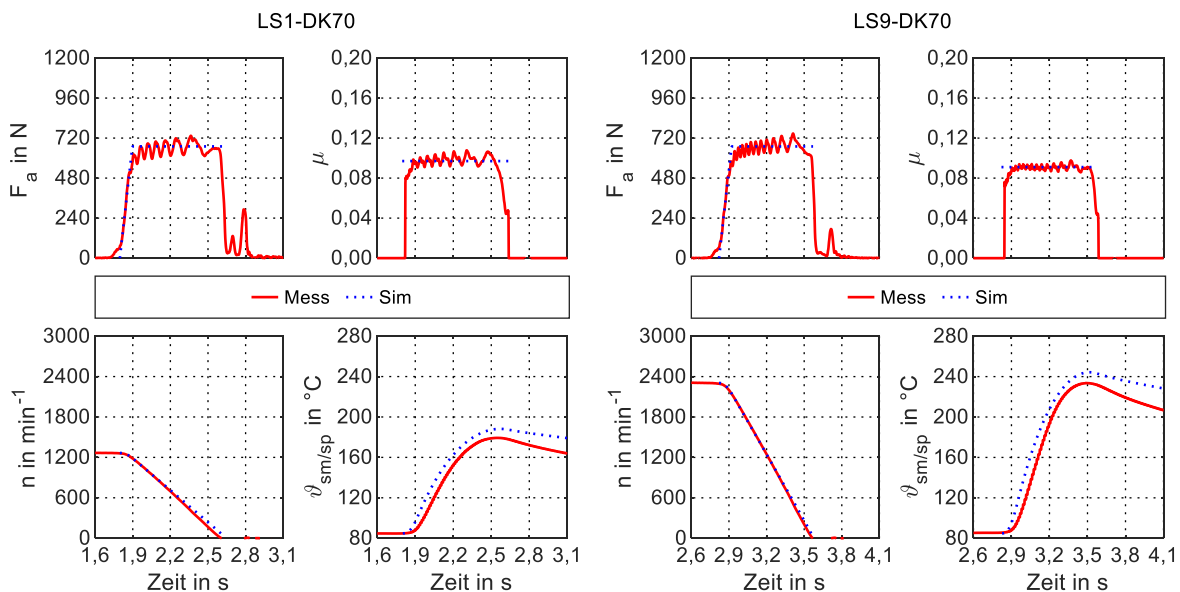 LS1-DK70
LS9-DK70
1200
960
720
480
240
0
F_a in N
0,20
0,16
0,12
0,08
0,04
0,00
μ
1200
960
720
480
240
0
F_a in N
0,20
0,16
0,12
0,08
0,04
0,00
μ
Mess Sim
Mess Sim
3000
2400
1800
1200
600
0
n in min⁻¹
1,6 1,9 2,2 2,5 2,8 3,1
Zeit in s
280
240
200
160
120
80
ϑ_sm/sp in °C
1,6 1,9 2,2 2,5 2,8 3,1
Zeit in s
3000
2400
1800
1200
600
0
n in min⁻¹
2,6 2,9 3,2 3,5 3,8 4,1
Zeit in s
280
240
200
160
120
80
ϑ_sm/sp in °C
2,6 2,9 3,2 3,5 3,8 4,1
Zeit in s